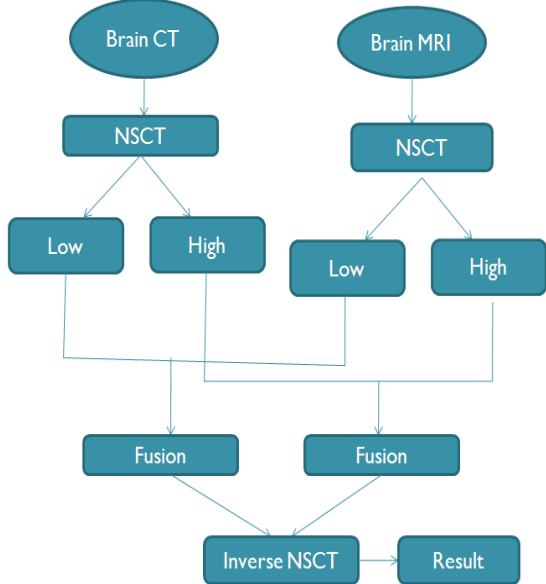 Brain CT
Brain MRI
NSCT
NSCT
Low
High
Low
High
Fusion
Fusion
Inverse NSCT
Result